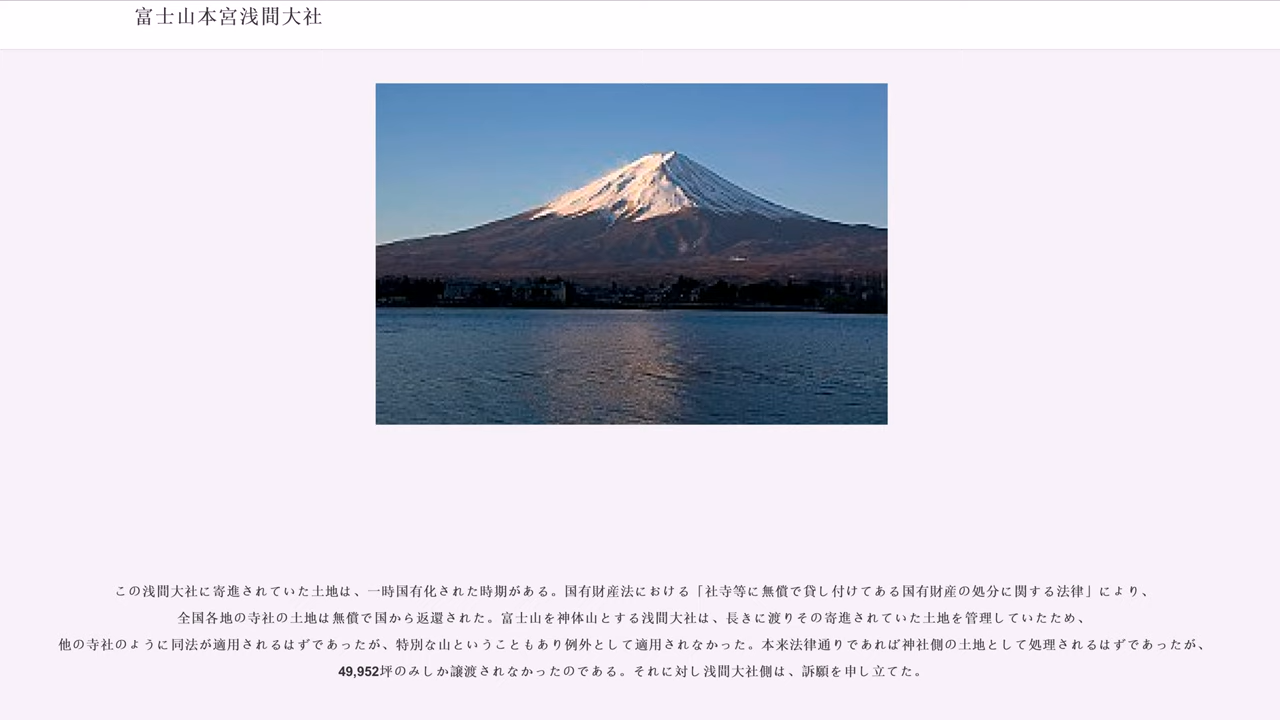 富士山本宮浅間大社
この浅間大社に寄進されていた土地は、一時国有化された時期がある。国有財産法における「社寺等に無償で貸し付けてある国有財産の処分に関する法律」により、
全国各地の寺社の土地は無償で国から返還された。富士山を神体山とする浅間大社は、長きに渡りその寄進されていた土地を管理していたため、
他の寺社のように同法が適用されるはずであったが、特別な山ということもあり例外として適用されなかった。本来法律通りであれば神社側の土地として処理されるはずであったが、
49,952坪のみしか譲渡されなかったのである。それに対し浅間大社側は、訴願を申し立てた。